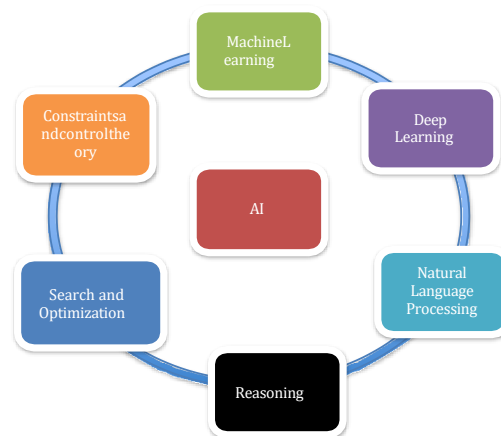 MachineL
earning
Constraintsa
ndcontrolthe
ory
Deep
Learning
AI
Search and
Optimization
Natural
Language
Processing
Reasoning